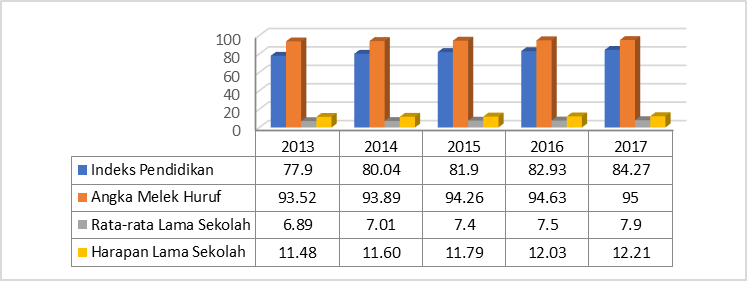 100
80
60
40
20
0
2013 2014 2015 2016 2017
Indeks Pendidikan 77.9 80.04 81.9 82.93 84.27
Angka Melek Huruf 93.52 93.89 94.26 94.63 95
Rata-rata Lama Sekolah 6.89 7.01 7.4 7.5 7.9
Harapan Lama Sekolah 11.48 11.60 11.79 12.03 12.21